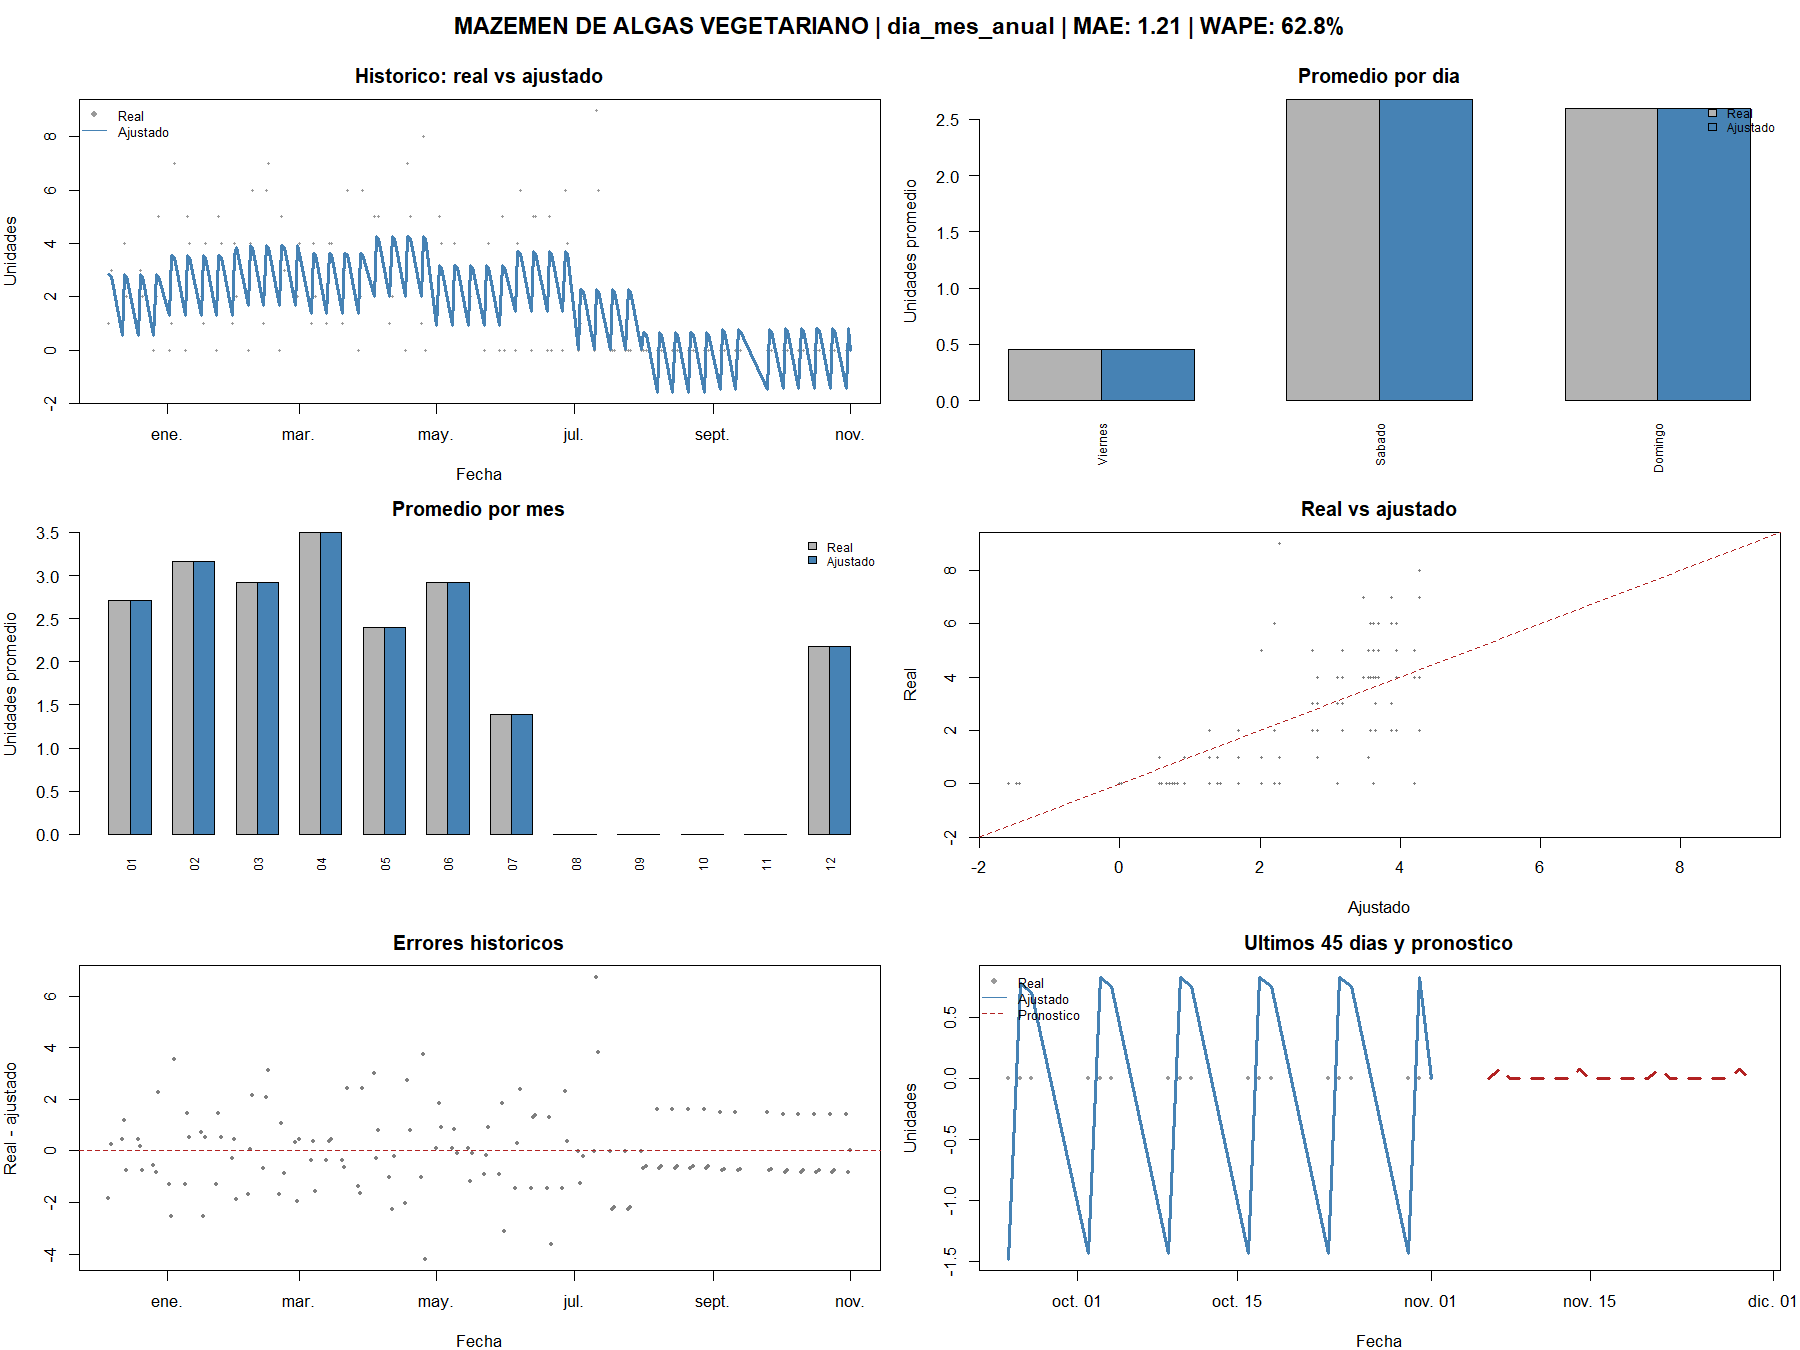 MAZEMEN DE ALGAS VEGETARIANO | dia_mes_anual | MAE: 1.21 | WAPE: 62.8%
Historico: real vs ajustado
Real
Ajustado
Unidades
8
6
4
2
0
-2
ene.
mar.
may.
jul.
sept.
nov.
Fecha
Promedio por dia
Real
Ajustado
Unidades promedio
2.5
2.0
1.5
1.0
0.5
0.0
Viernes
Sabado
Domingo
Promedio por mes
Real
Ajustado
Unidades promedio
3.5
3.0
2.5
2.0
1.5
1.0
0.5
0.0
01
02
03
04
05
06
07
08
09
10
11
12
Real vs ajustado
Real
8
6
4
2
0
-2
-2
0
2
4
6
8
Ajustado
Errores historicos
Real - ajustado
6
4
2
0
-2
-4
ene.
mar.
may.
jul.
sept.
nov.
Fecha
Ultimos 45 dias y pronostico
Real
Ajustado
Pronostico
Unidades
0.5
0.0
-0.5
-1.0
-1.5
oct. 01
oct. 15
nov. 01
nov. 15
dic. 01
Fecha